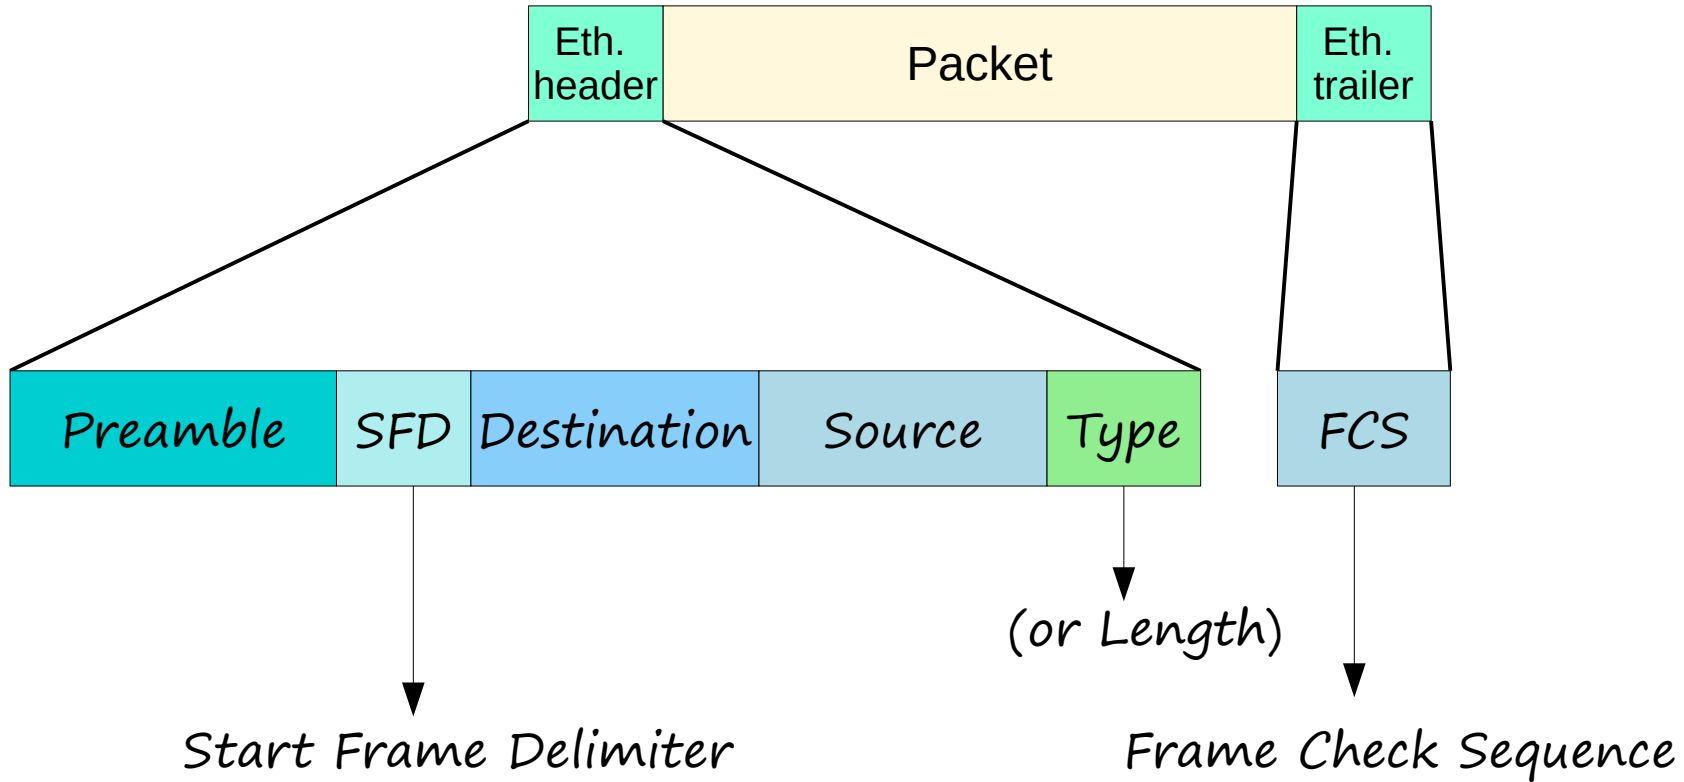 Eth.
header
Packet
Eth.
trailer
Preamble
SFD
Destination
Source
Type
FCS
(or Length)
Start Frame Delimiter
Frame Check Sequence